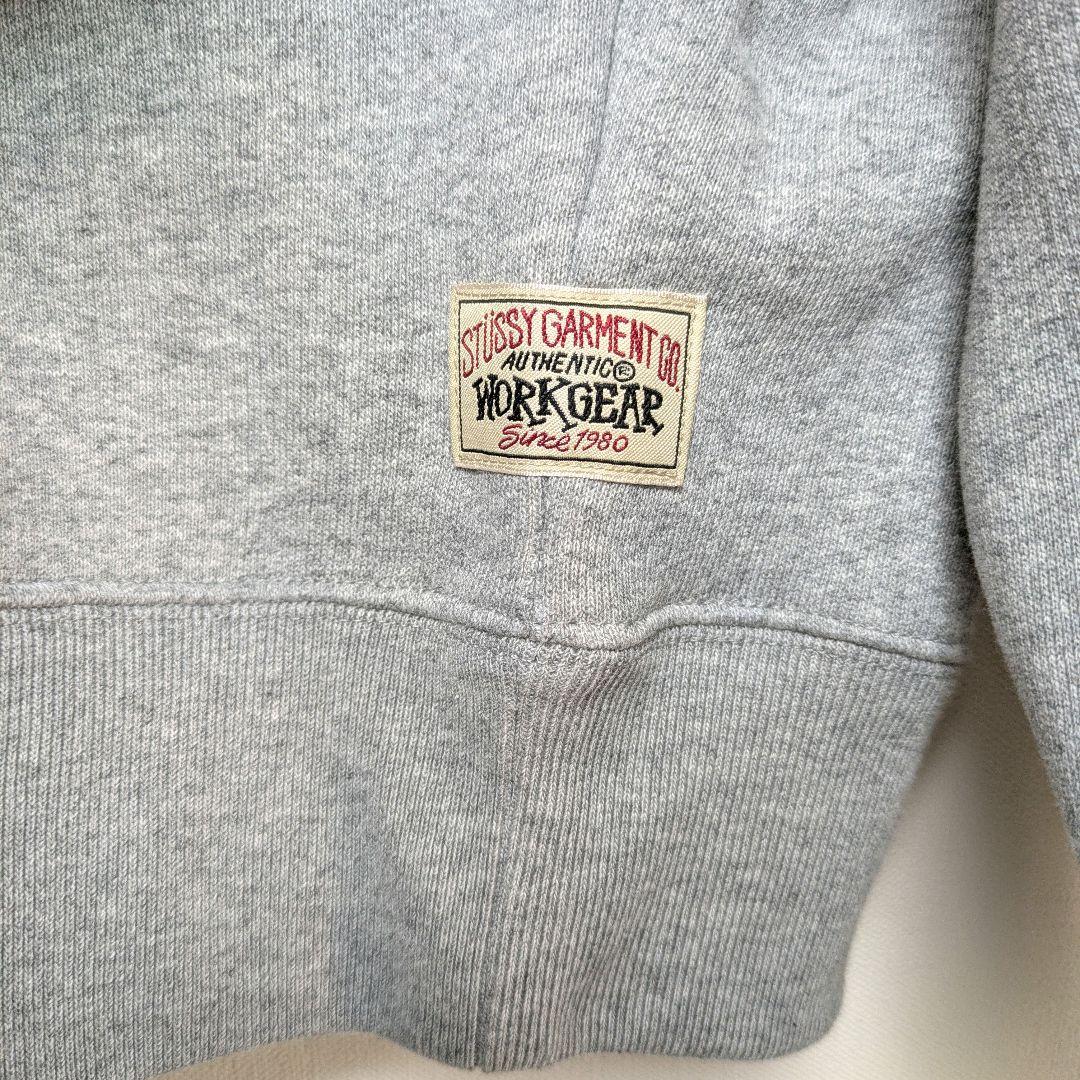 STÜSSY GARMENT CO.
AUTHENTIC®
WORKGEAR
Since 1980